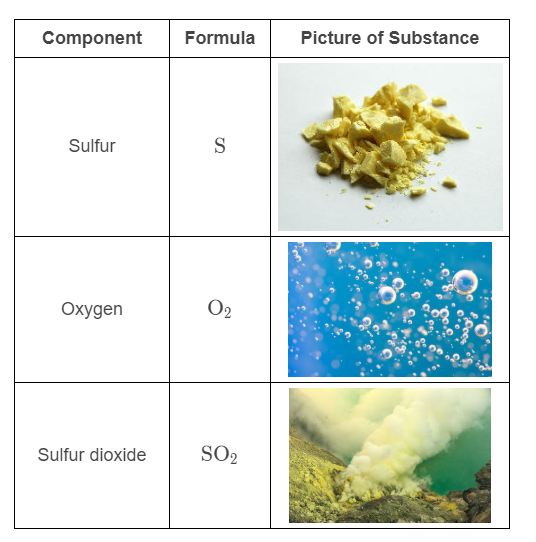 Component Formula Picture of Substance
Sulfur S
Oxygen O₂
Sulfur dioxide SO₂